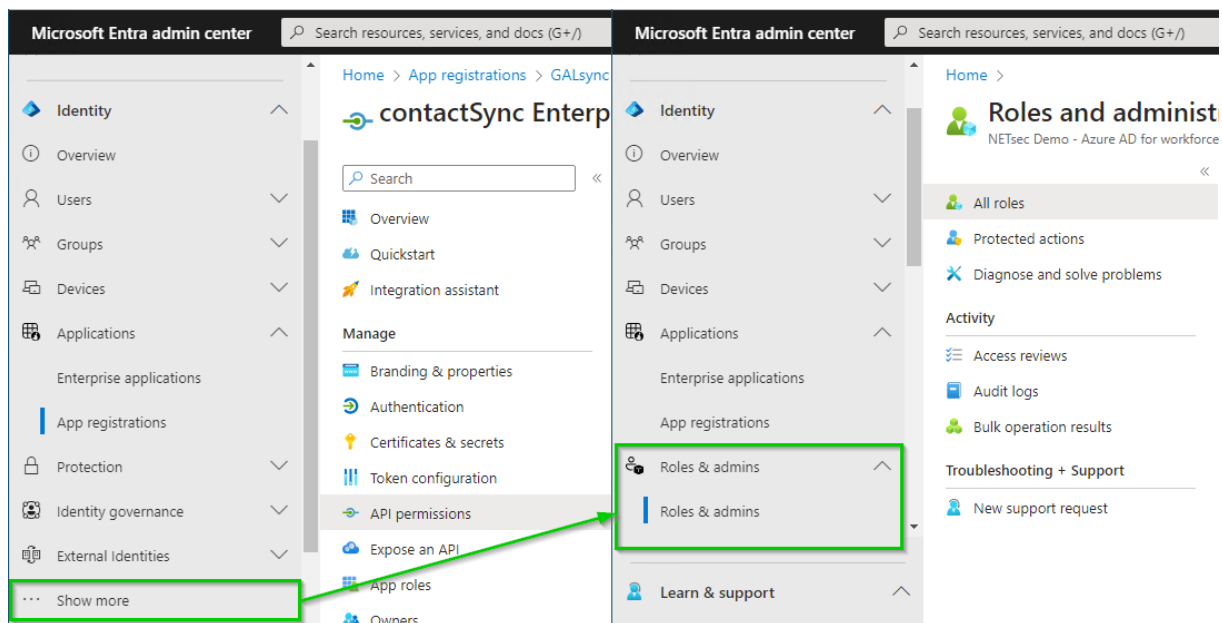 Microsoft Entra admin center
Search resources, services, and docs (G+/)
Home > App registrations > GALsync
contactSync Enterp
Identity
Overview
Users
Groups
Devices
Applications
Enterprise applications
App registrations
Protection
Identity governance
External Identities
Show more
Search
Overview
Quickstart
Integration assistant
Manage
Branding & properties
Authentication
Certificates & secrets
Token configuration
API permissions
Expose an API
App roles
Owners
Microsoft Entra admin center
Search resources, services, and docs (G+/)
Home >
Roles and administr
NETsec Demo - Azure AD for workforce
Identity
Overview
Users
Groups
Devices
Applications
Enterprise applications
App registrations
Roles & admins
Roles & admins
Learn & support
All roles
Protected actions
Diagnose and solve problems
Activity
Access reviews
Audit logs
Bulk operation results
Troubleshooting + Support
New support request